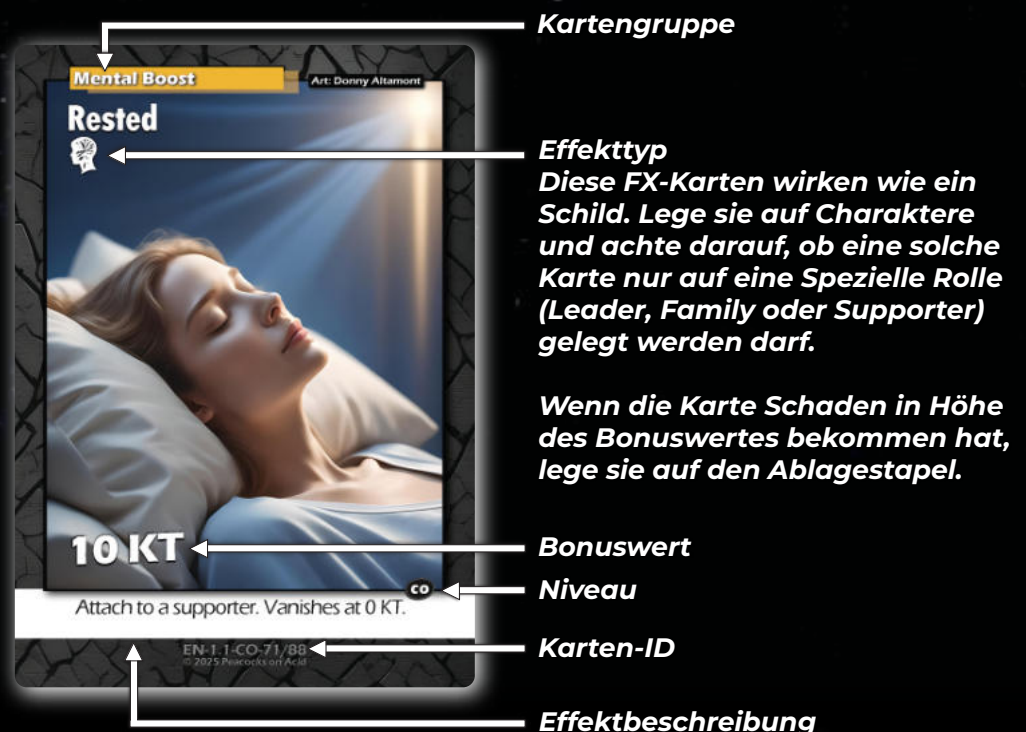 Kartengruppe
Mental Boost
Art: Donny Altamont
Rested
Effekttyp
Diese FX-Karten wirken wie ein
Schild. Lege sie auf Charaktere
und achte darauf, ob eine solche
Karte nur auf eine Spezielle Rolle
(Leader, Family oder Supporter)
gelegt werden darf.
Wenn die Karte Schaden in Höhe
des Bonuswertes bekommen hat,
lege sie auf den Ablagestapel.
10 KT
Bonuswert
CO
Niveau
Attach to a supporter. Vanishes at 0 KT.
EN-1.1-CO-71/88
© 2025 Peacocks on Acid
Karten-ID
Effektbeschreibung